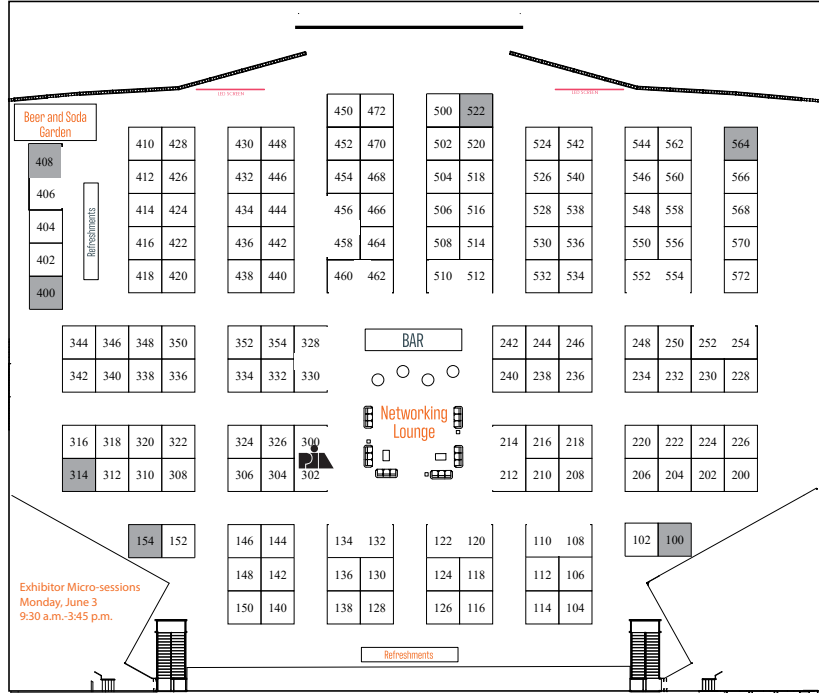 LED SCREEN
LED SCREEN
Beer and Soda
Garden
450 472 500 522
410 428 430 448 452 470 502 520 524 542 544 562 564
408
412 426 432 446 454 468 504 518 526 540 546 560 566
406
414 424 434 444 456 466 506 516 528 538 548 558 568
404
Refreshments
416 422 436 442 458 464 508 514 530 536 550 556 570
402
418 420 438 440 460 462 510 512 532 534 552 554 572
400
344 346 348 350 352 354 328 BAR 242 244 246 248 250 252 254
342 340 338 336 334 332 330 240 238 236 234 232 230 228
Networking
Lounge
316 318 320 322 324 326 300 214 216 218 220 222 224 226
PIA
314 312 310 308 306 304 302 212 210 208 206 204 202 200
154 152 146 144 134 132 122 120 110 108 102 100
148 142 136 130 124 118 112 106
150 140 138 128 126 116 114 104
Exhibitor Micro-sessions
Monday, June 3
9:30 a.m.-3:45 p.m.
Refreshments